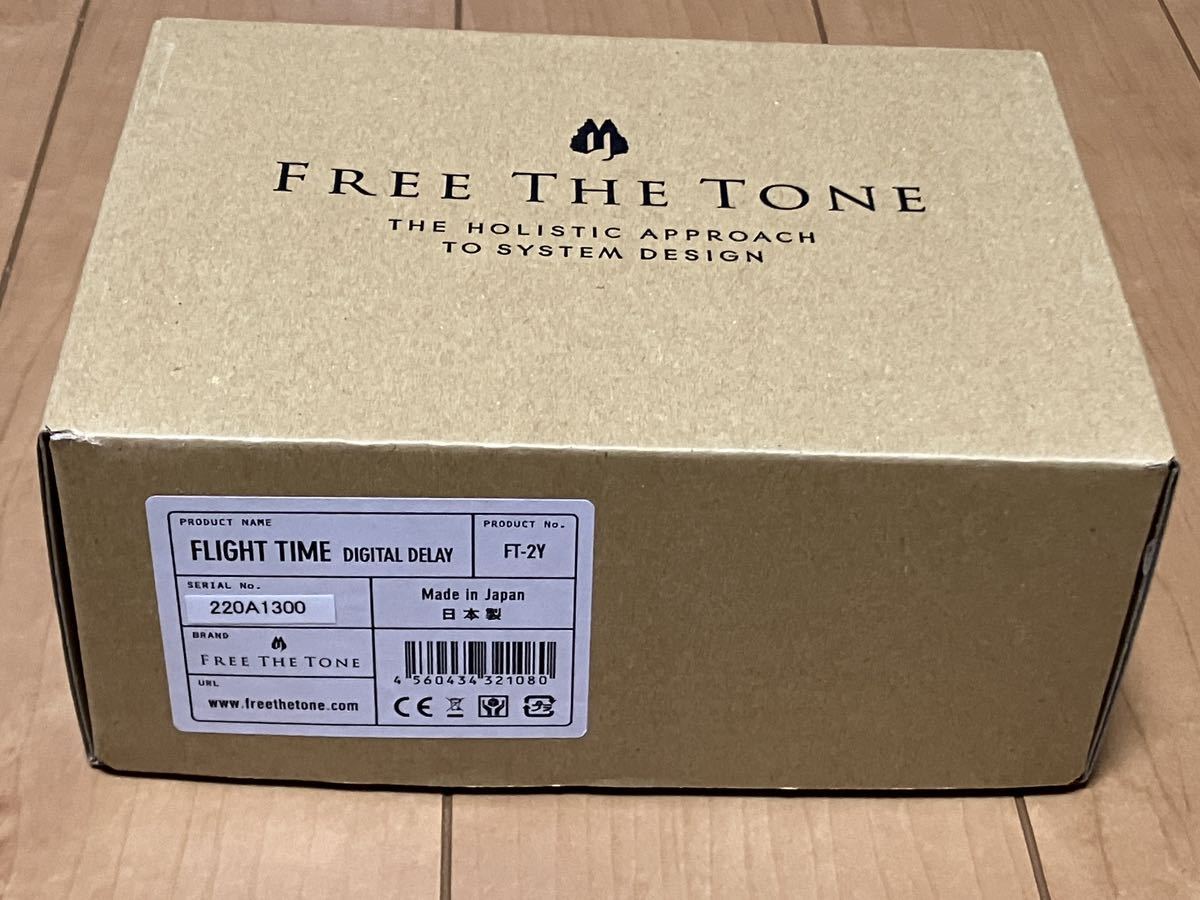 FREE THE TONE
THE HOLISTIC APPROACH
TO SYSTEM DESIGN
PRODUCT NAME
FLIGHT TIME DIGITAL DELAY
PRODUCT No.
FT-2Y
SERIAL No.
220A1300
Made in Japan
日本製
BRAND
FREE THE TONE
URL
www.freethetone.com
4 560434 321080
CE
プラ